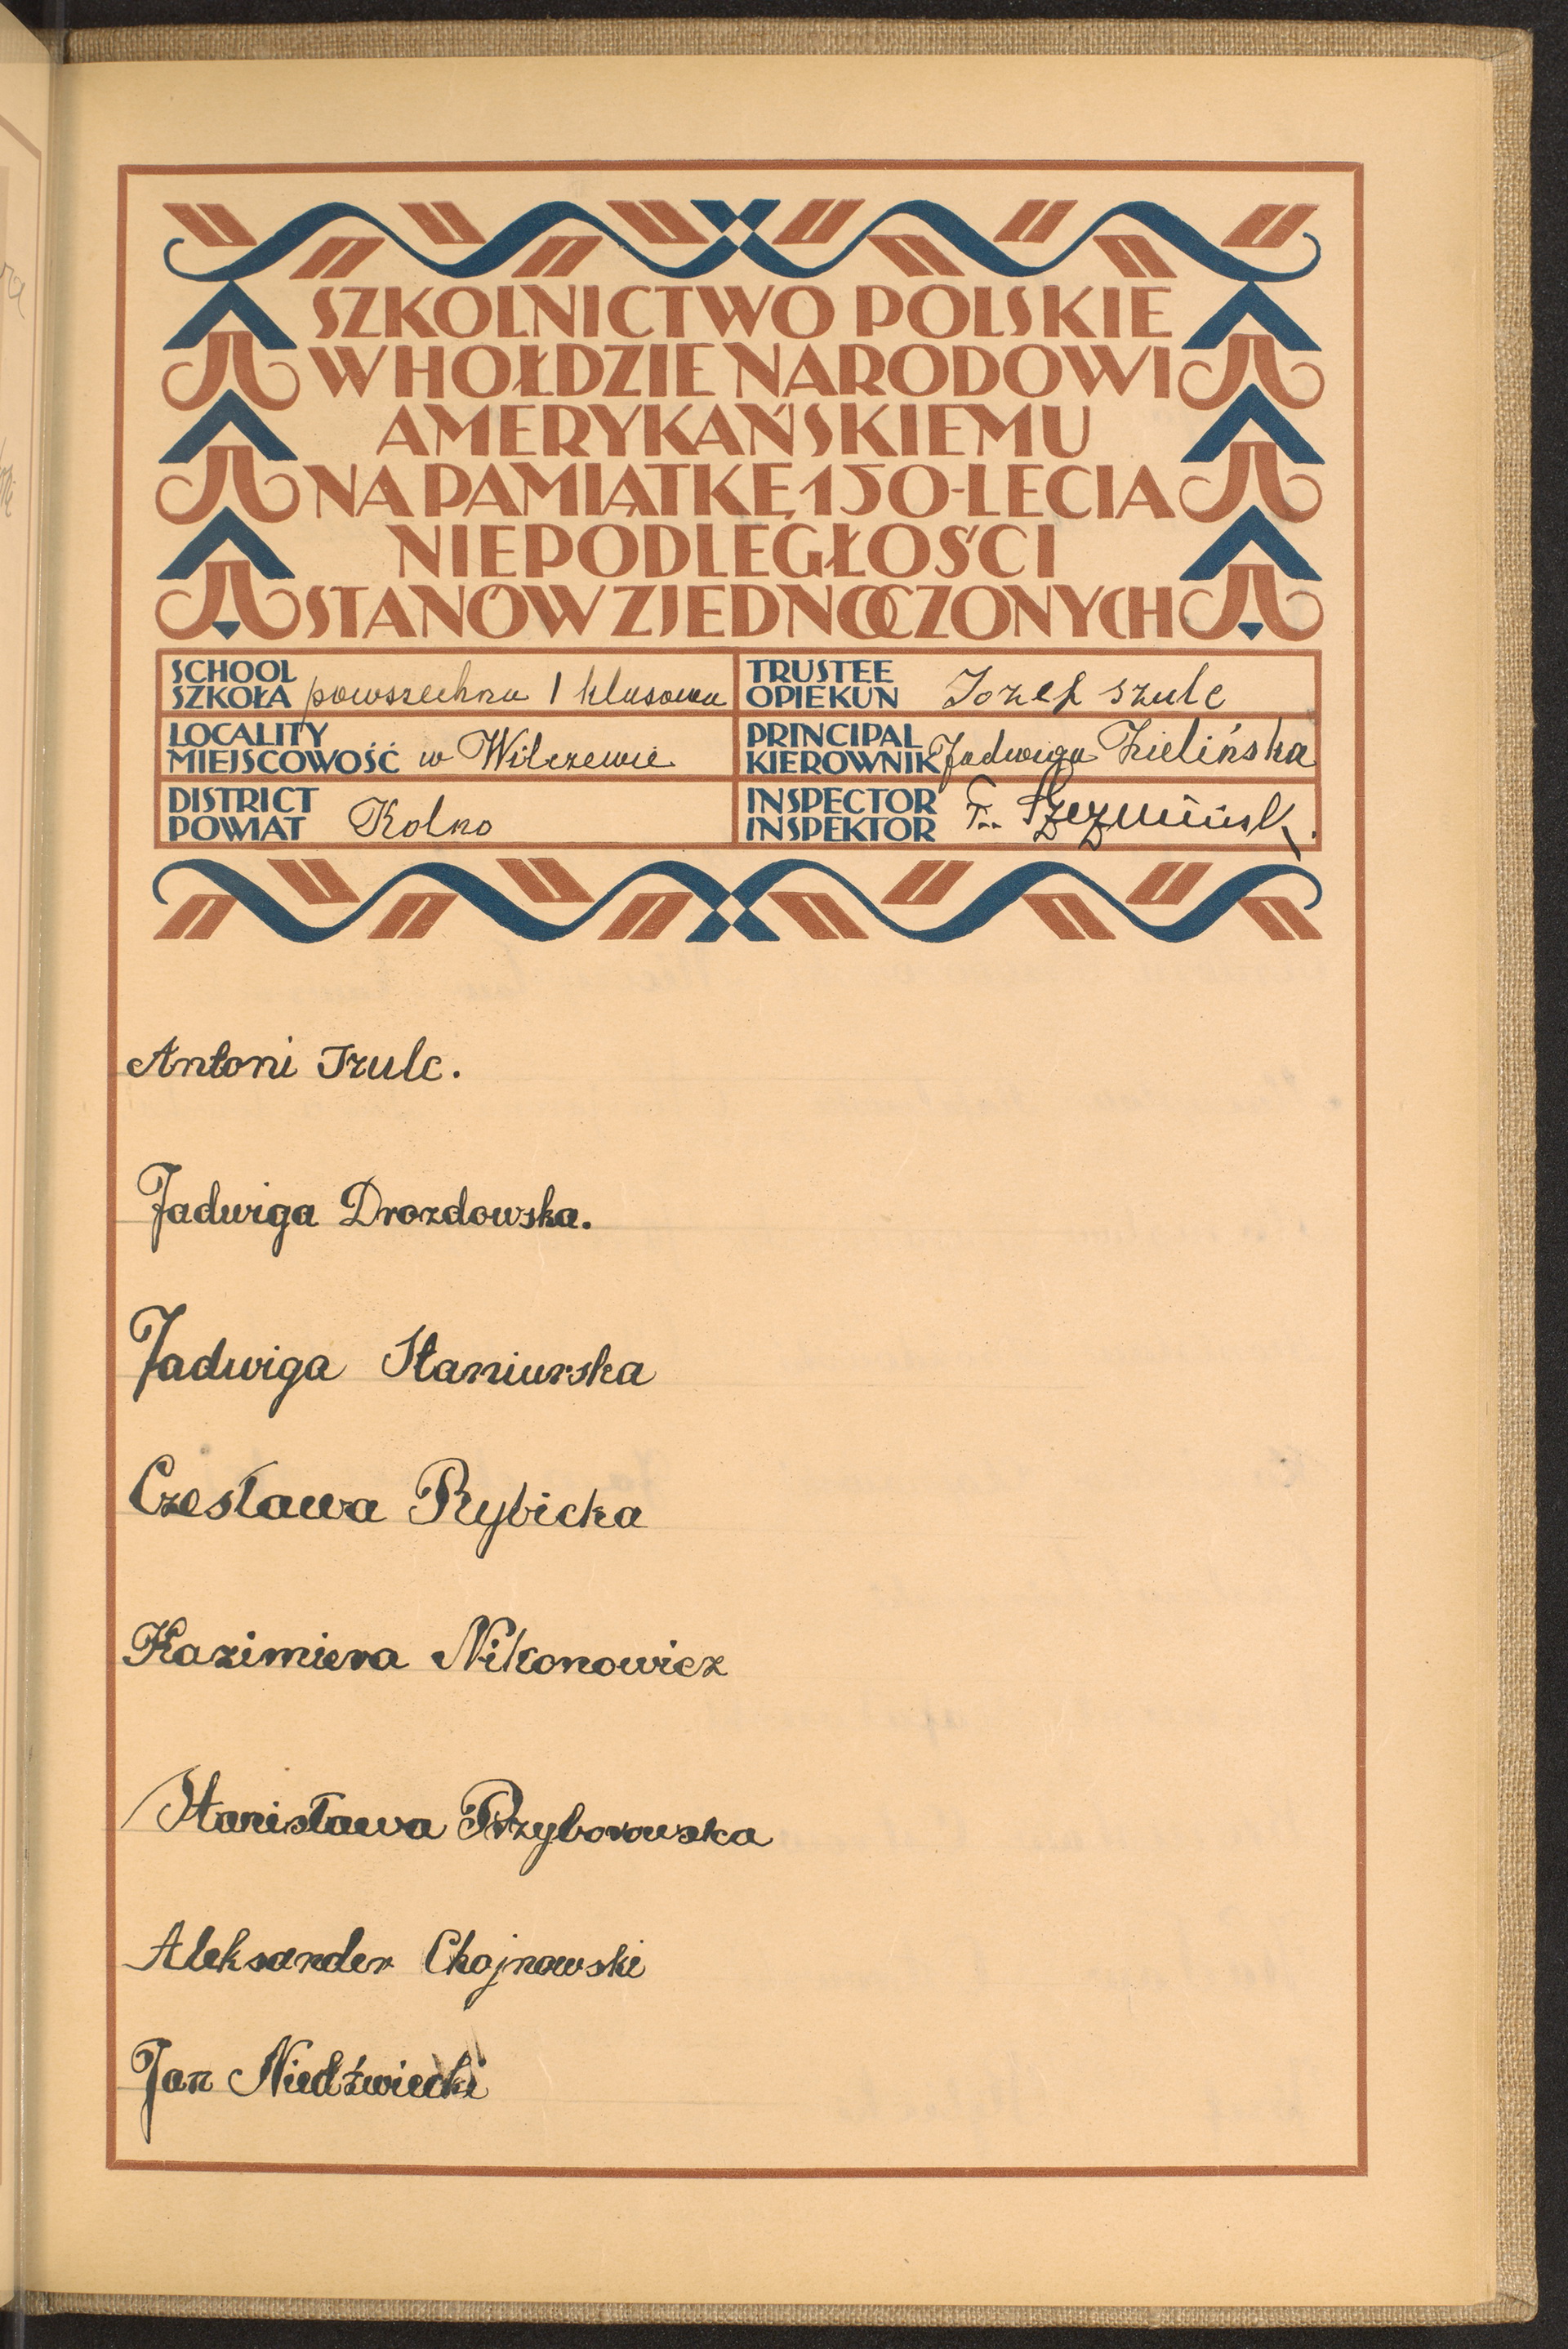 SZKOLNICTWO POLSKIE
W HOŁDZIE NARODOWI
AMERYKAŃSKIEMU
NA PAMIĄTKĘ 150-LECIA
NIEPODLEGŁOŚCI
STANÓW ZJEDNOCZONYCH
SCHOOL
SZKOŁA powszechna 1 klasowa
TRUSTEE
OPIEKUN Jozef szulc
LOCALITY
MIEJSCOWOŚĆ w Wilczewie
PRINCIPAL
KIEROWNIK Jadwiga Zielińska
DISTRICT
POWIAT Kolno
INSPECTOR
INSPEKTOR
Antoni Szulc.
Jadwiga Drozdowska.
Jadwiga Staniurska
Czesława Rybicka
Kazimiera Nikonowicz
Stanisława Przyborowska
Aleksander Chojnowski
Jan Niedźwiecki